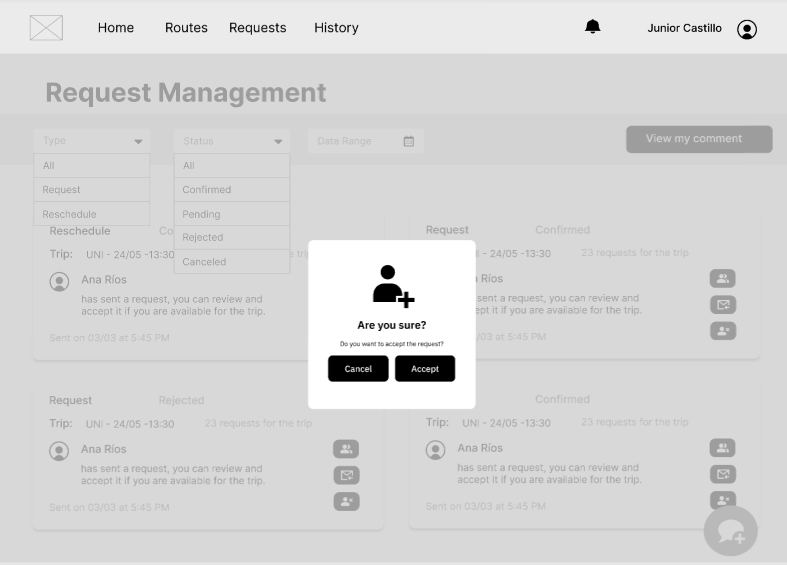 Home Routes Requests History Junior Castillo
Request Management
Type Status Date Range View my comment
All All
Request Confirmed
Reschedule Pending
Rejected
Canceled
Reschedule
Trip: UNI - 24/05 -13:30
Ana Ríos
has sent a request, you can review and
accept it if you are available for the trip.
Sent on 03/03 at 5:45 PM
Request Confirmed
- 24/05 -13:30 23 requests for the trip
Ríos
sent a request, you can review and
it if you are available for the trip.
03/03 at 5:45 PM
Are you sure?
Do you want to accept the request?
Cancel Accept
Request Rejected
Trip: UNI - 24/05 -13:30 23 requests for the trip
Ana Ríos
has sent a request, you can review and
accept it if you are available for the trip.
Sent on 03/03 at 5:45 PM
Confirmed
Trip: UNI - 24/05 -13:30 23 requests for the trip
Ana Ríos
has sent a request, you can review and
accept it if you are available for the trip.
Sent on 03/03 at 5:45 PM